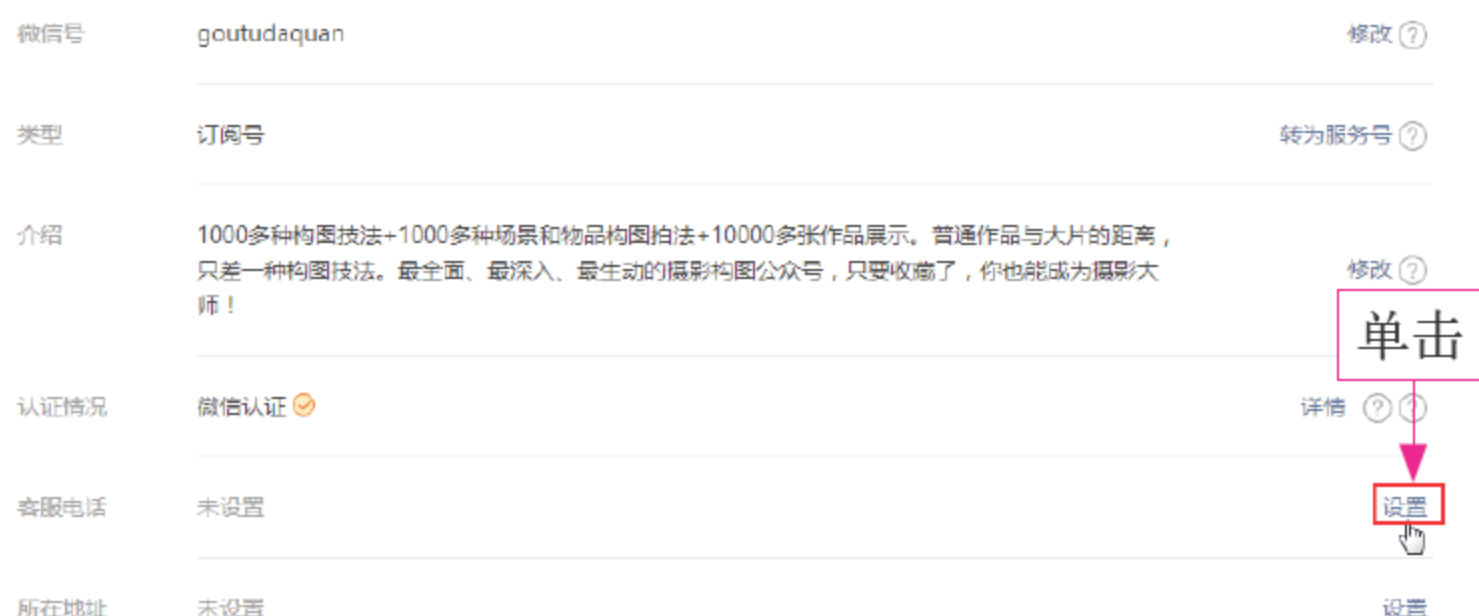 微信号 goutudaquan 修改 ?
类型 订阅号 转为服务号 ?
介绍 1000多种构图技法+1000多种场景和物品构图拍法+10000多张作品展示。普通作品与大片的距离，
只差一种构图技法。最全面、最深入、最生动的摄影构图公众号，只要收藏了，你也能成为摄影大 修改 ?
师！
单击
认证情况 微信认证 详情 ? ?
客服电话 未设置 设置
所在地址 未设置 设置